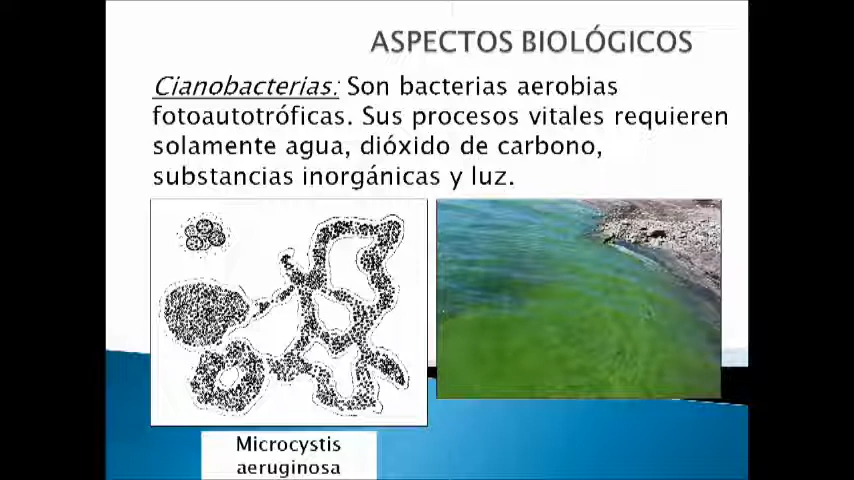 ASPECTOS BIOLÓGICOS
Cianobacterias: Son bacterias aerobias
fotoautotróficas. Sus procesos vitales requieren
solamente agua, dióxido de carbono,
substancias inorgánicas y luz.
Microcystis
aeruginosa